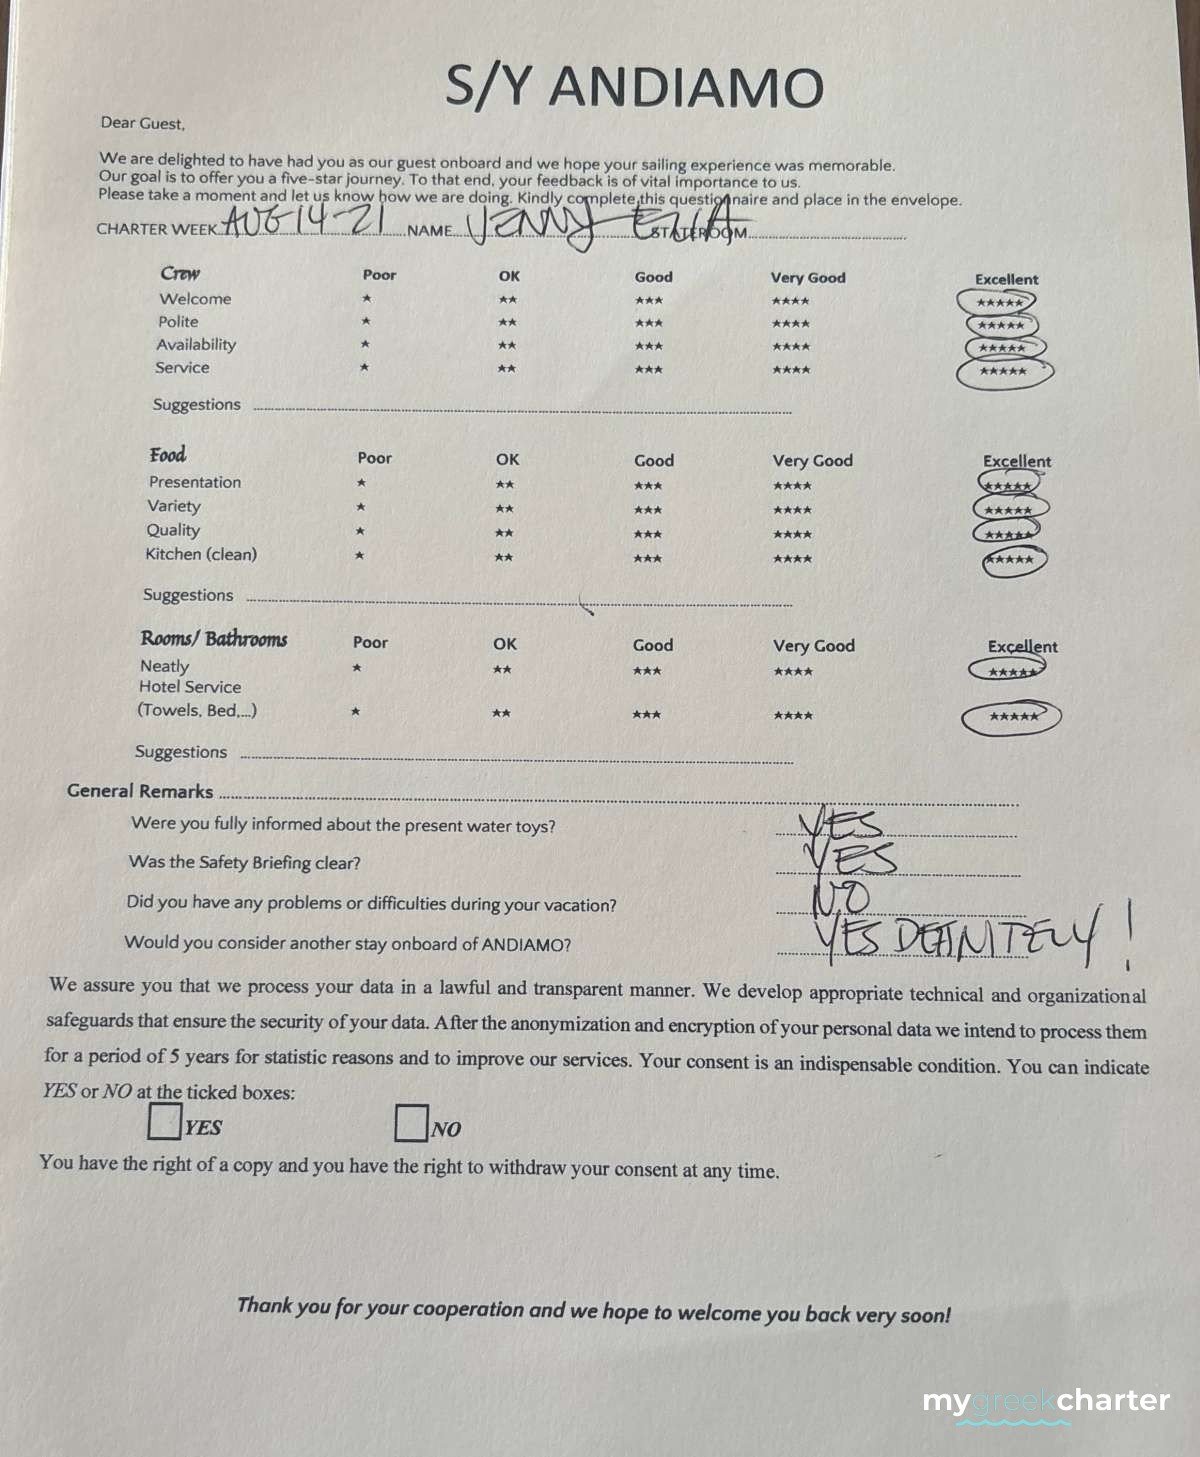 S/Y ANDIAMO
Dear Guest,
We are delighted to have had you as our guest onboard and we hope your sailing experience was memorable.
Our goal is to offer you a five-star journey. To that end, your feedback is of vital importance to us.
Please take a moment and let us know how we are doing. Kindly complete this questionnaire and place in the envelope.
CHARTER WEEK AUG 14-21 NAME JENNY STATEROOM
Crew Poor OK Good Very Good Excellent
Welcome ★ ★★ ★★★ ★★★★ ★★★★★
Polite ★ ★★ ★★★ ★★★★ ★★★★★
Availability ★ ★★ ★★★ ★★★★ ★★★★★
Service ★ ★★ ★★★ ★★★★ ★★★★★
Suggestions
Food Poor OK Good Very Good Excellent
Presentation ★ ★★ ★★★ ★★★★ ★★★★★
Variety ★ ★★ ★★★ ★★★★ ★★★★★
Quality ★ ★★ ★★★ ★★★★ ★★★★★
Kitchen (clean) ★ ★★ ★★★ ★★★★ ★★★★★
Suggestions
Rooms/ Bathrooms Poor OK Good Very Good Excellent
Neatly ★ ★★ ★★★ ★★★★ ★★★★★
Hotel Service
(Towels, Bed,...) ★ ★★ ★★★ ★★★★ ★★★★★
Suggestions
General Remarks
Were you fully informed about the present water toys? YES
Was the Safety Briefing clear? YES
Did you have any problems or difficulties during your vacation? NO
Would you consider another stay onboard of ANDIAMO? YES DEFINITELY!
We assure you that we process your data in a lawful and transparent manner. We develop appropriate technical and organizational
safeguards that ensure the security of your data. After the anonymization and encryption of your personal data we intend to process them
for a period of 5 years for statistic reasons and to improve our services. Your consent is an indispensable condition. You can indicate
YES or NO at the ticked boxes:
YES NO
You have the right of a copy and you have the right to withdraw your consent at any time.
Thank you for your cooperation and we hope to welcome you back very soon!
mygreekcharter